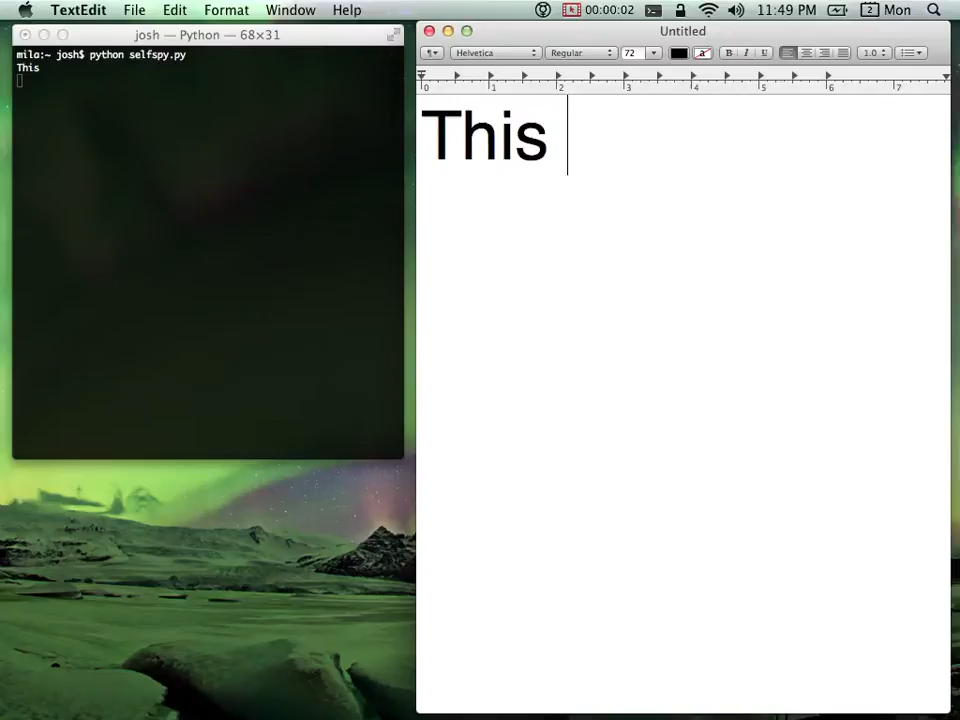 TextEdit File Edit Format Window Help 00:00:02 11:49 PM 2 Mon
josh — Python — 68×31
mila:~ josh$ python selfspy.py
This
Untitled
¶ Helvetica Regular 72 a B I U 1.0
0 1 2 3 4 5 6 7
This